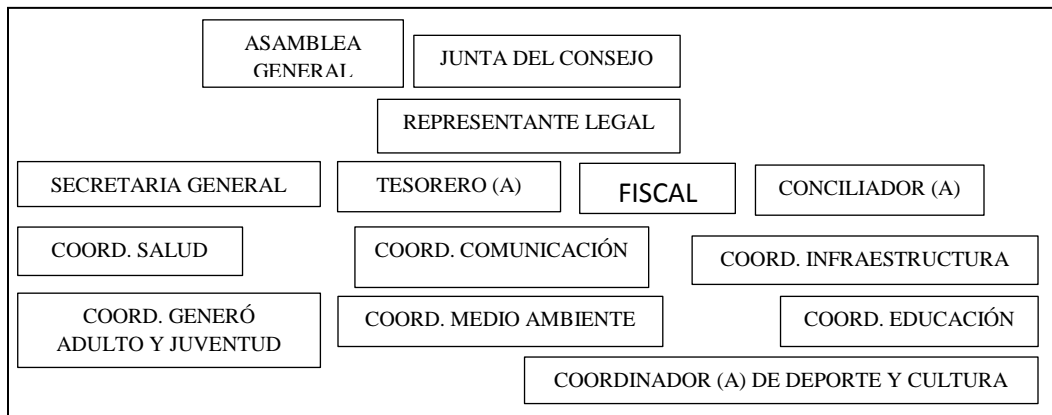 ASAMBLEA
GENERAL
JUNTA DEL CONSEJO
REPRESENTANTE LEGAL
SECRETARIA GENERAL
TESORERO (A)
FISCAL
CONCILIADOR (A)
COORD. SALUD
COORD. COMUNICACIÓN
COORD. INFRAESTRUCTURA
COORD. GENERÓ
ADULTO Y JUVENTUD
COORD. MEDIO AMBIENTE
COORD. EDUCACIÓN
COORDINADOR (A) DE DEPORTE Y CULTURA